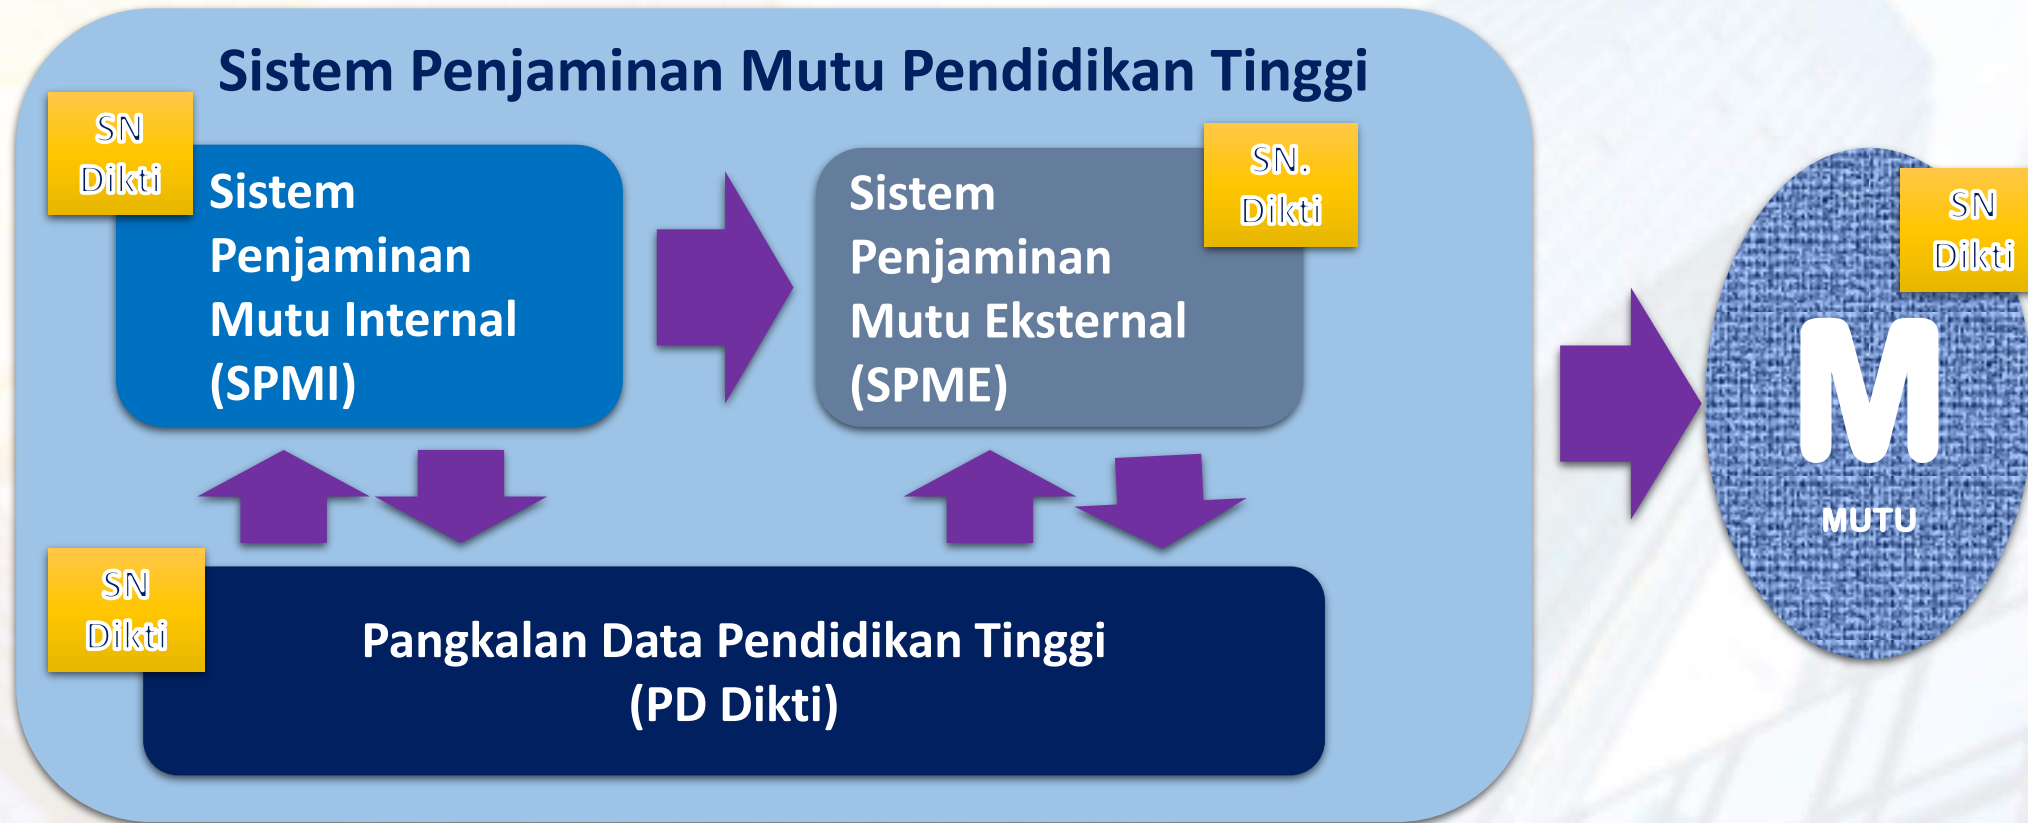 Sistem Penjaminan Mutu Pendidikan Tinggi
SN
Dikti
Sistem
Penjaminan
Mutu Internal
(SPMI)
Sistem
Penjaminan
Mutu Eksternal
(SPME)
SN.
Dikti
SN
Dikti
M
MUTU
SN
Dikti
Pangkalan Data Pendidikan Tinggi
(PD Dikti)